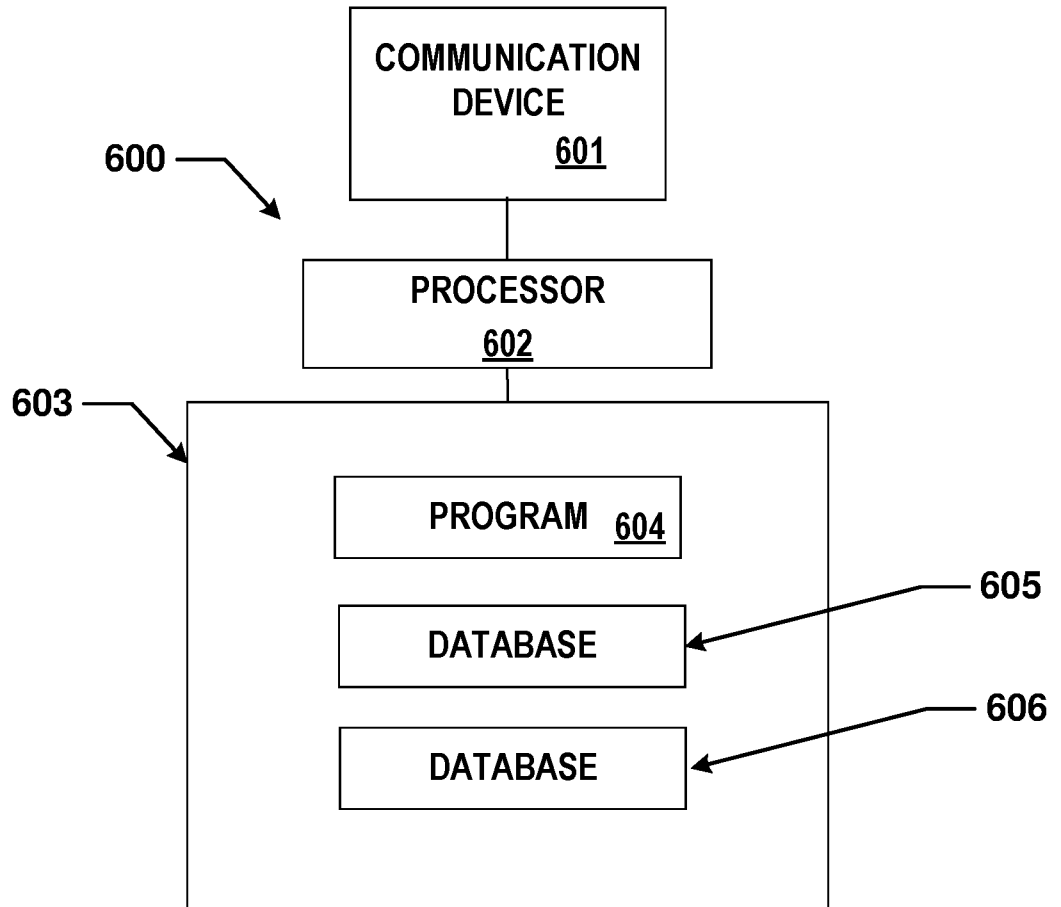 COMMUNICATION
DEVICE
601
600
PROCESSOR
602
603
PROGRAM 604
605
DATABASE
606
DATABASE